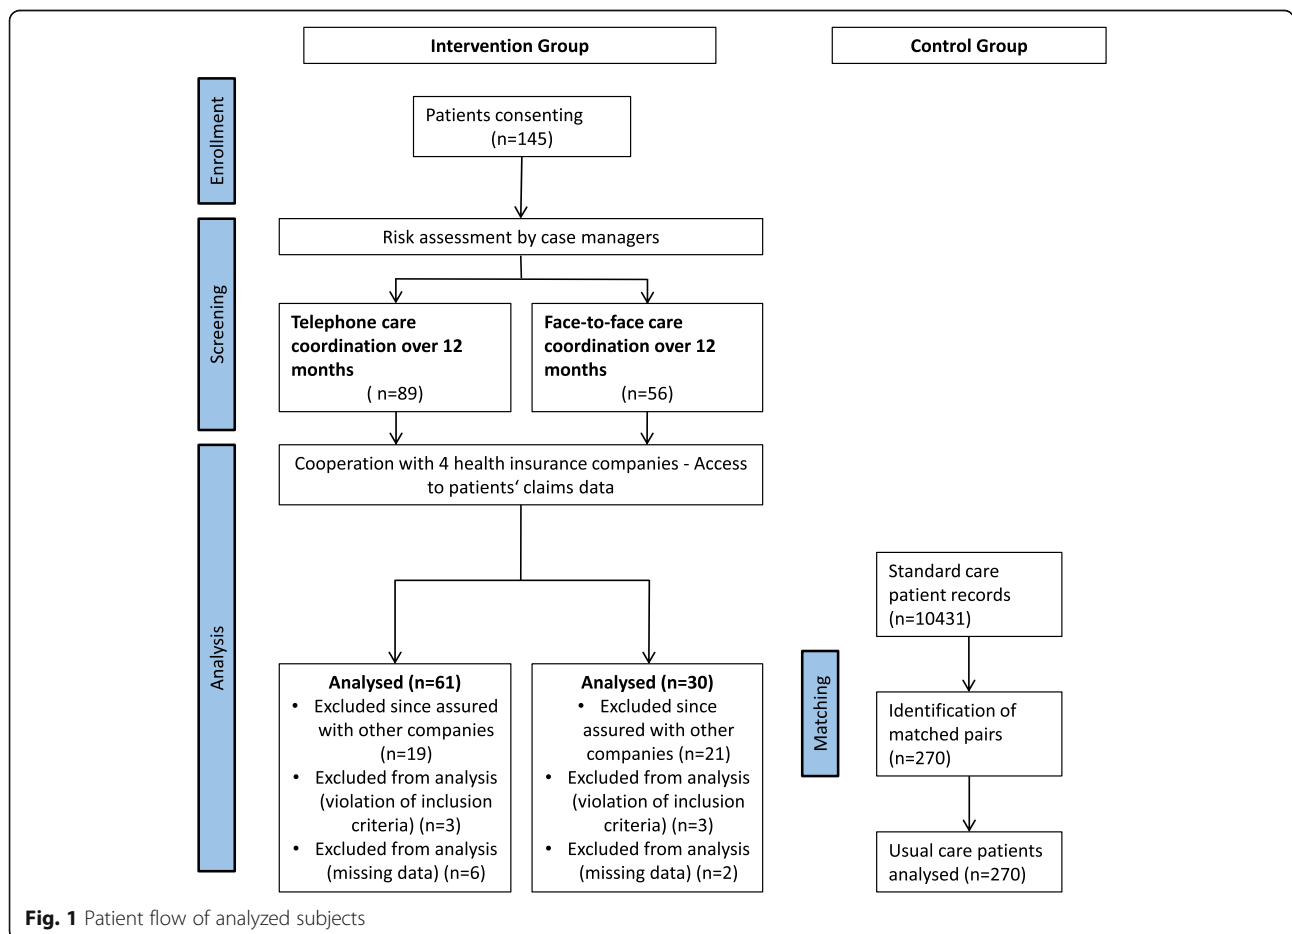 Intervention Group
Control Group
Enrollment
Patients consenting
(n=145)
Screening
Risk assessment by case managers
Telephone care
coordination over 12
months
( n=89)
Face-to-face care
coordination over 12
months
(n=56)
Analysis
Cooperation with 4 health insurance companies - Access
to patients‘ claims data
Analysed (n=61)
• Excluded since assured
with other companies
(n=19)
• Excluded from analysis
(violation of inclusion
criteria) (n=3)
• Excluded from analysis
(missing data) (n=6)
Analysed (n=30)
• Excluded since
assured with other
companies (n=21)
• Excluded from analysis
(violation of inclusion
criteria) (n=3)
• Excluded from analysis
(missing data) (n=2)
Standard care
patient records
(n=10431)
Matching
Identification of
matched pairs
(n=270)
Usual care patients
analysed (n=270)
Fig. 1 Patient flow of analyzed subjects